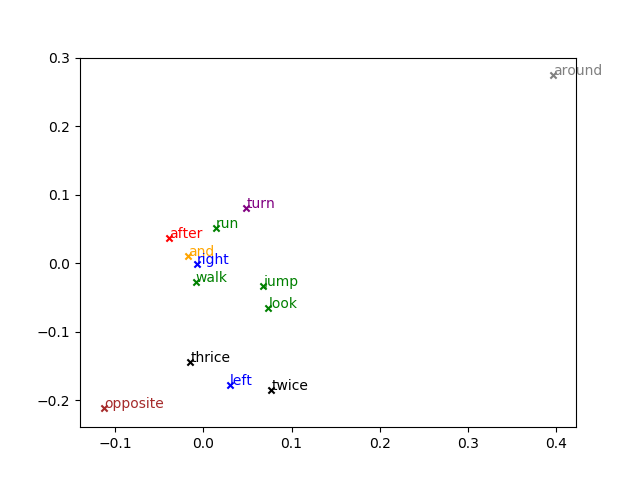 0.3
around
0.2
0.1
turn
run
after
and
right
0.0
walk
jump
look
−0.1
thrice
left
twice
−0.2
opposite
−0.1 0.0 0.1 0.2 0.3 0.4